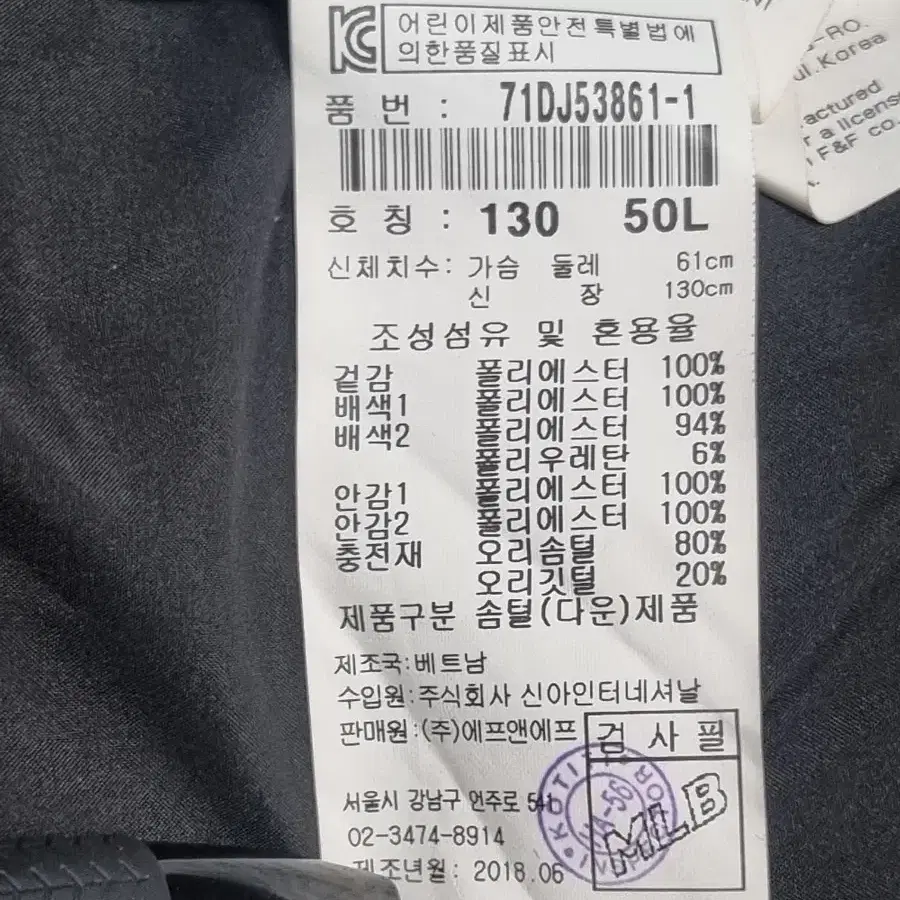 KC
어린이제품안전특별법에
의한품질표시
품 번 : 71DJ53861-1
호 칭 : 130 50L
신체치수: 가슴 둘레 61cm
신 장 130cm
조성섬유 및 혼용율
겉감 폴리에스터 100%
배색1 폴리에스터 100%
배색2 폴리에스터 94%
폴리우레탄 6%
안감1 폴리에스터 100%
안감2 폴리에스터 100%
충전재 오리솜털 80%
오리깃털 20%
제품구분 솜털(다운)제품
제조국:베트남
수입원:주식회사 신아인터네셔날
판매원:(주)에프앤에프
검 사 필
MLB
KOTITI
서울시 강남구 언주로 541
02-3474-8914
제조년월: 2018.06
-RO.
Korea
actured
a license
F&F co.